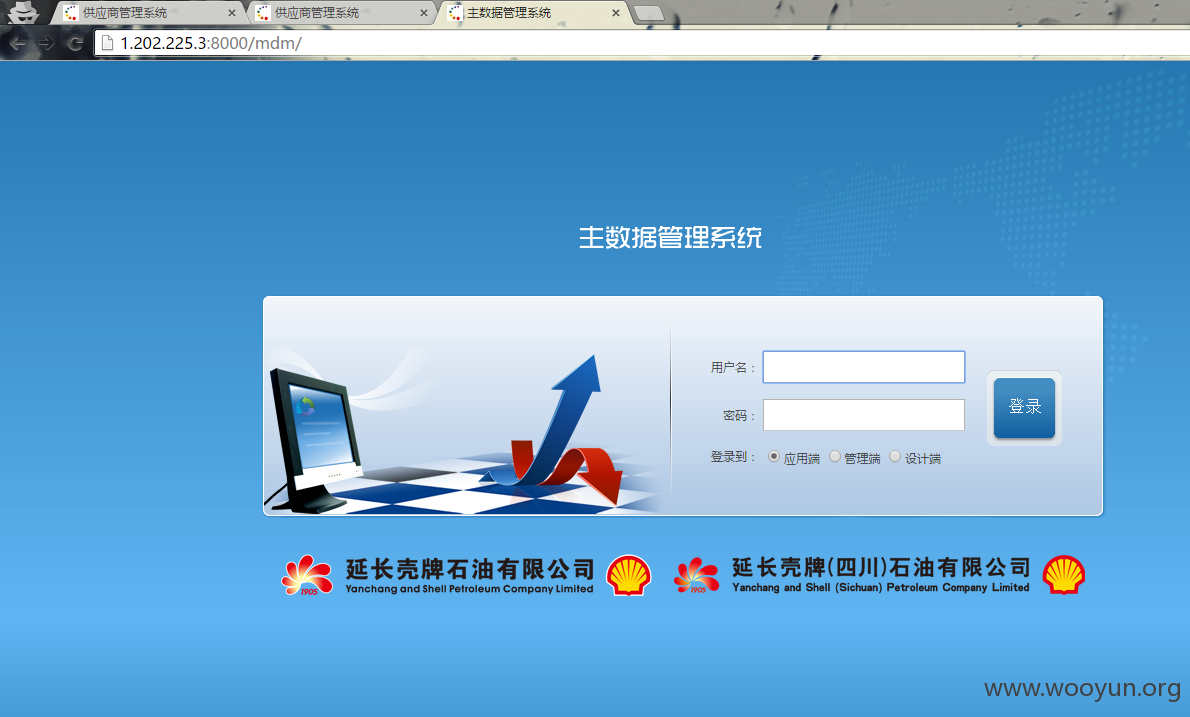 供应商管理系统
供应商管理系统
主数据管理系统
1.202.225.3:8000/mdm/
主数据管理系统
用户名：
密码：
登录
登录到： 应用端 管理端 设计端
延长壳牌石油有限公司
Yanchang and Shell Petroleum Company Limited
1905
延长壳牌(四川)石油有限公司
Yanchang and Shell (Sichuan) Petroleum Company Limited
1905
www.wooyun.org